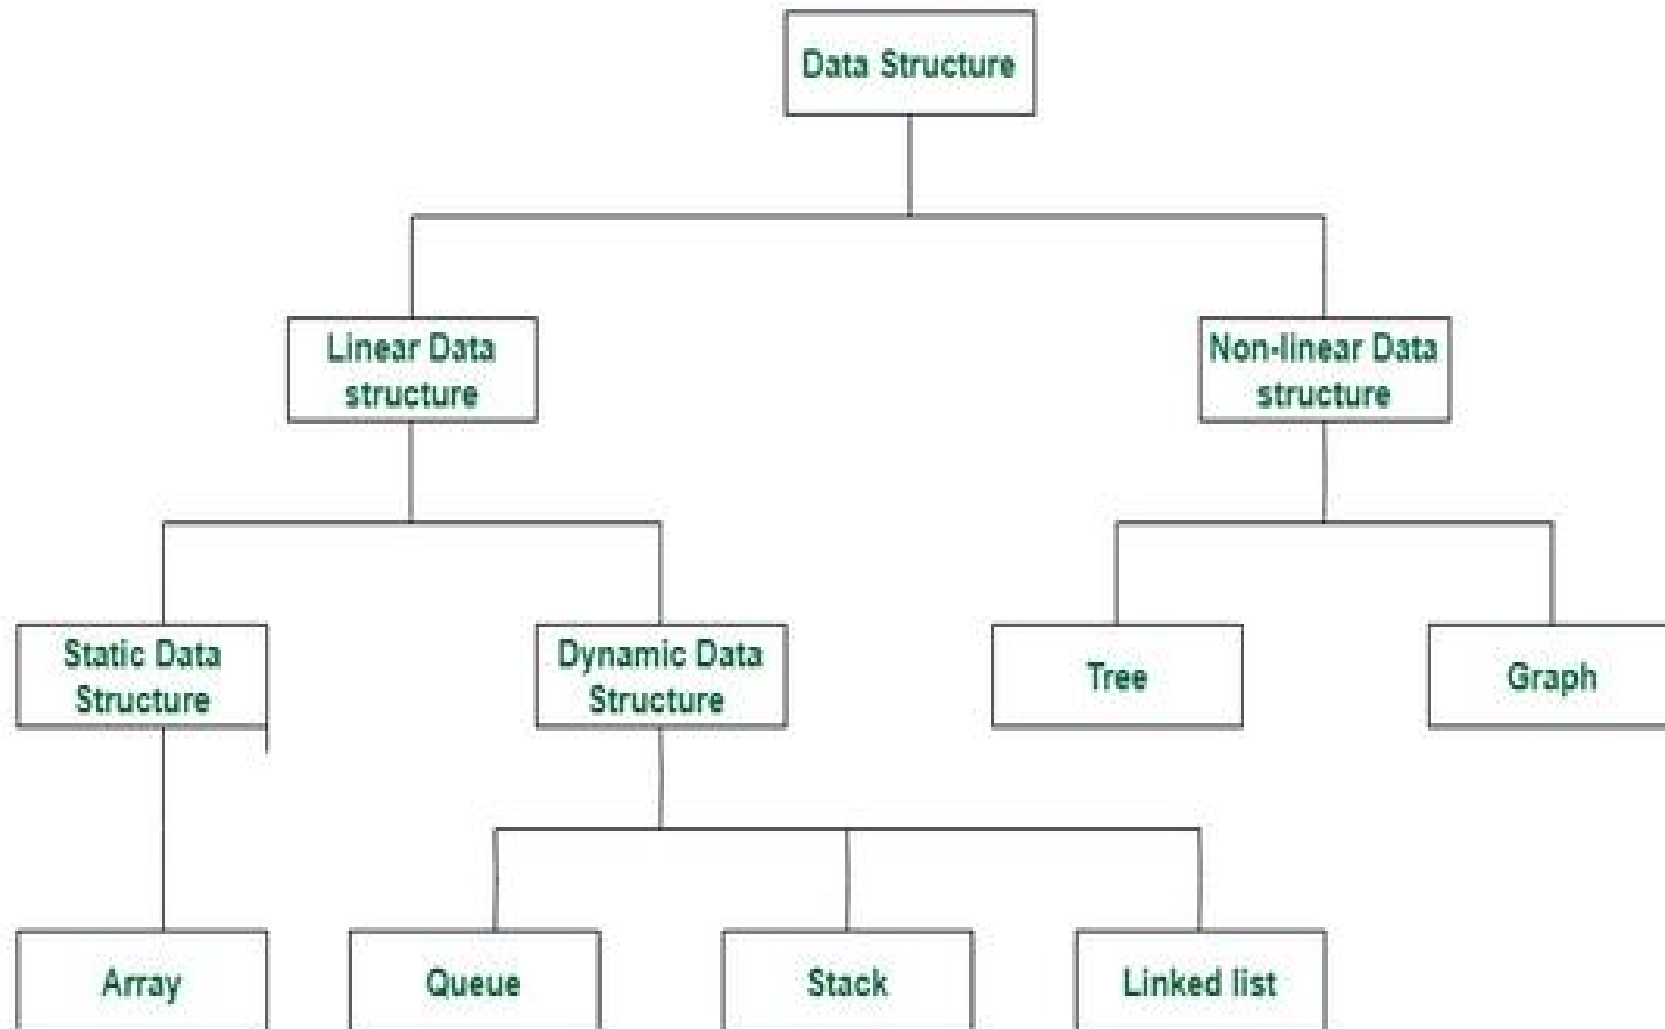 Data Structure
Linear Data
structure
Non-linear Data
structure
Static Data
Structure
Dynamic Data
Structure
Tree
Graph
Array
Queue
Stack
Linked list